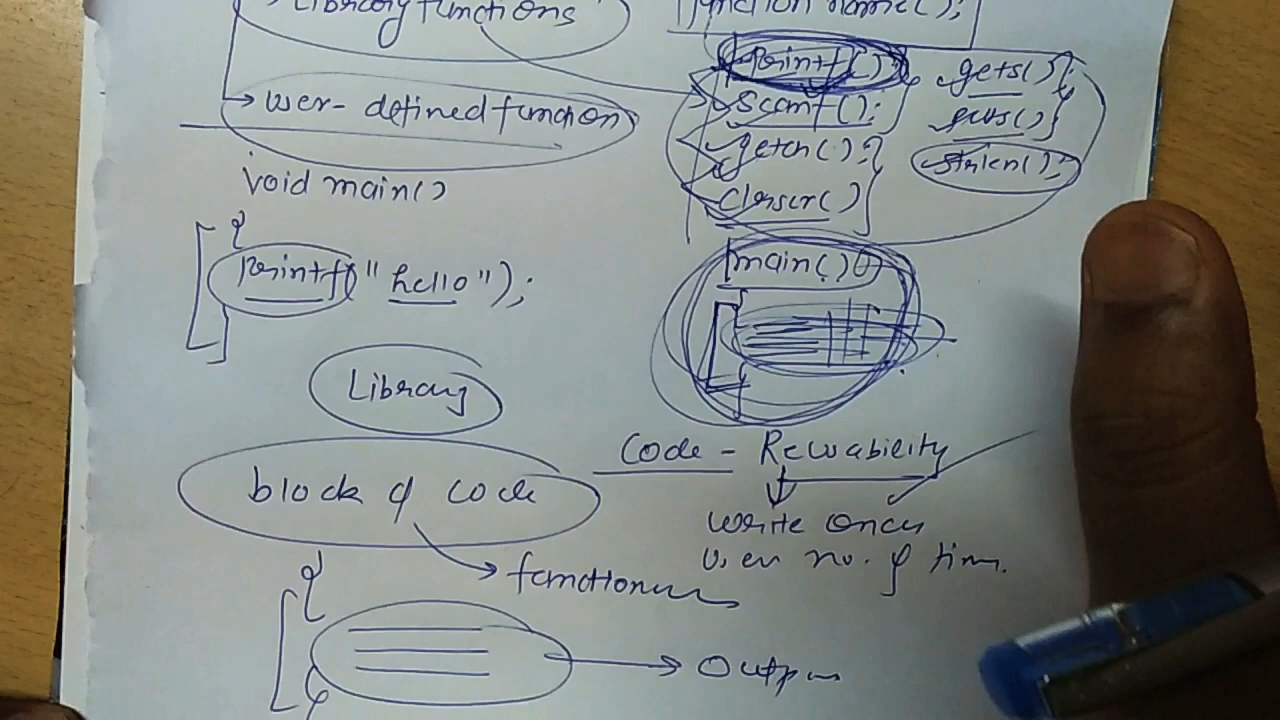 Library functions
function name();
printf();
scanf();
getch();
clrscr()
gets();
puts()
strlen();
user-defined function
void main()
{
printf("hello");
}
main()
{
}
Library
Code - Reusability
write once
block of code
functions
{
}
Output